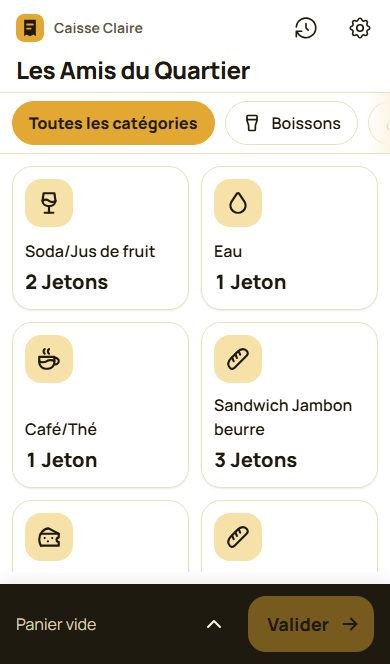 Caisse Claire
Les Amis du Quartier
Toutes les catégories
Boissons
Soda/Jus de fruit
2 Jetons
Eau
1 Jeton
Café/Thé
1 Jeton
Sandwich Jambon
beurre
3 Jetons
Panier vide
Valider